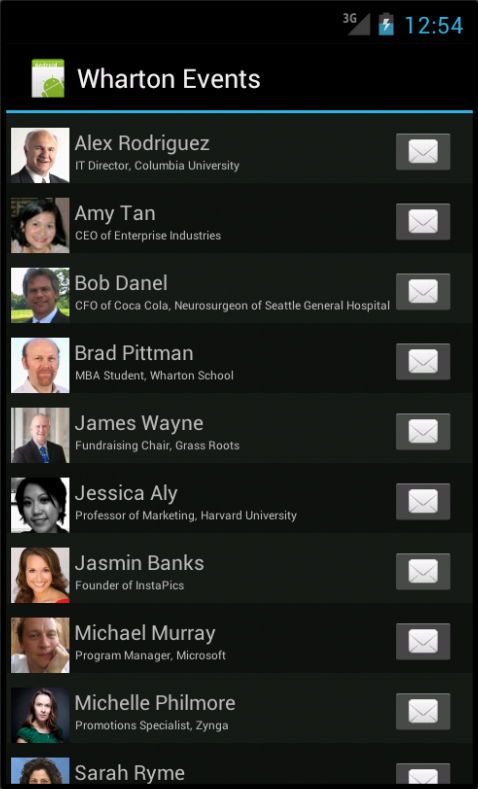 3G
12:54
Android
Wharton Events
Alex Rodriguez
IT Director, Columbia University
Amy Tan
CEO of Enterprise Industries
Bob Danel
CFO of Coca Cola, Neurosurgeon of Seattle General Hospital
Brad Pittman
MBA Student, Wharton School
James Wayne
Fundraising Chair, Grass Roots
Jessica Aly
Professor of Marketing, Harvard University
Jasmin Banks
Founder of InstaPics
Michael Murray
Program Manager, Microsoft
Michelle Philmore
Promotions Specialist, Zynga
Sarah Ryme